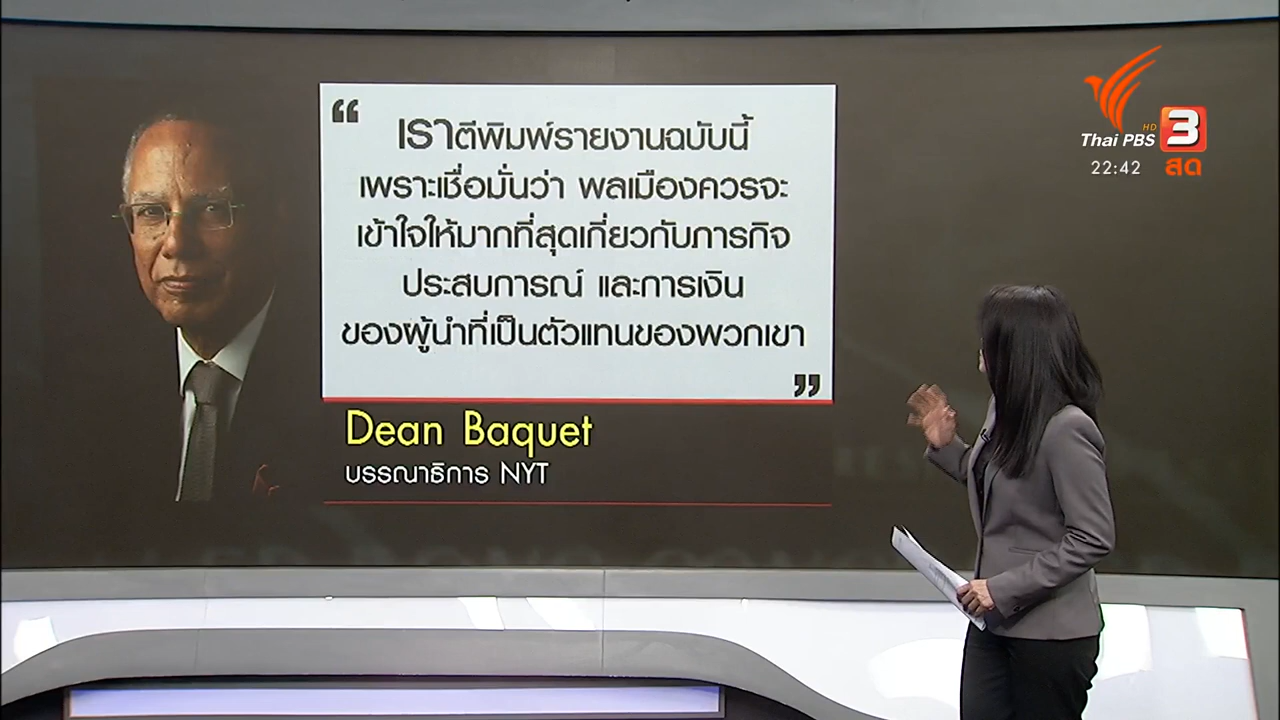 “ เราตีพิมพ์รายงานฉบับนี้
เพราะเชื่อมั่นว่า พลเมืองควรจะ
เข้าใจให้มากที่สุดเกี่ยวกับภารกิจ
ประสบการณ์ และการเงิน
ของผู้นำที่เป็นตัวแทนของพวกเขา
”
Dean Baquet
บรรณาธิการ NYT
Thai PBS HD 3
22:42 สด